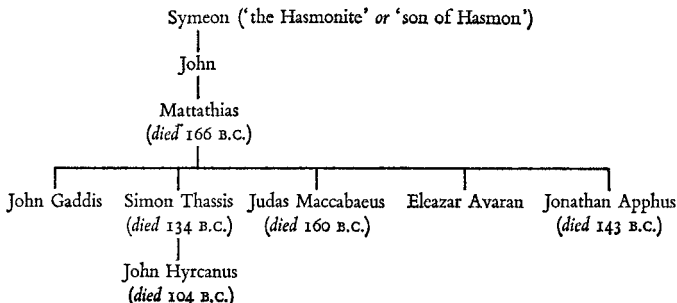 Symeon (‘the Hasmonite’ or ‘son of Hasmon’)
John
Mattathias
(died 166 B.C.)
John Gaddis Simon Thassis Judas Maccabaeus Eleazar Avaran Jonathan Apphus
(died 134 B.C.) (died 160 B.C.) (died 143 B.C.)
John Hyrcanus
(died 104 B.C.)